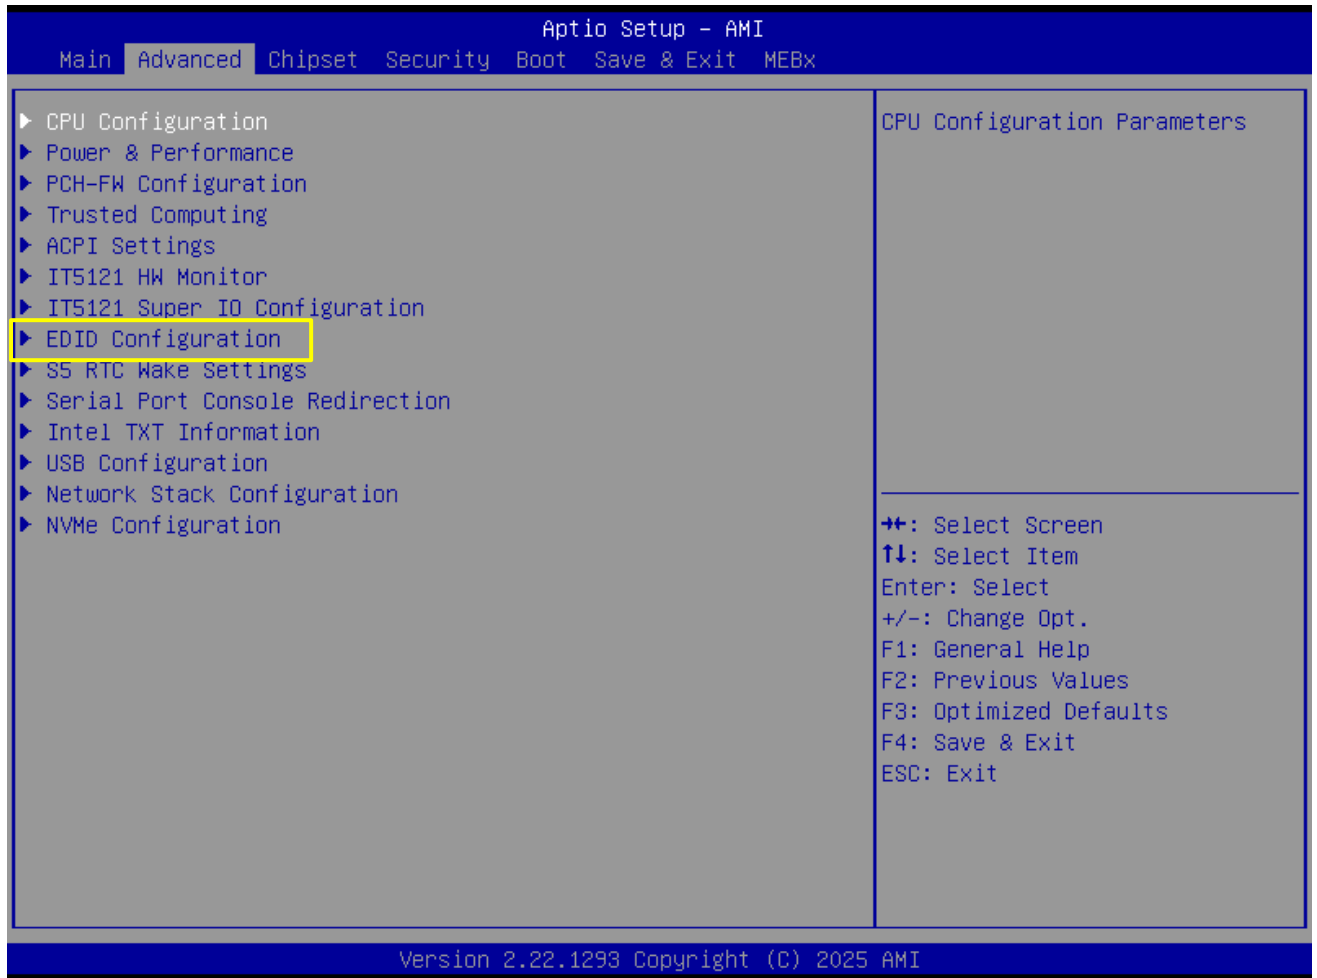 Aptio Setup – AMI
Main Advanced Chipset Security Boot Save & Exit MEBx
CPU Configuration
Power & Performance
PCH-FW Configuration
Trusted Computing
ACPI Settings
IT5121 HW Monitor
IT5121 Super IO Configuration
EDID Configuration
S5 RTC Wake Settings
Serial Port Console Redirection
Intel TXT Information
USB Configuration
Network Stack Configuration
NVMe Configuration
CPU Configuration Parameters
→←: Select Screen
↑↓: Select Item
Enter: Select
+/-: Change Opt.
F1: General Help
F2: Previous Values
F3: Optimized Defaults
F4: Save & Exit
ESC: Exit
Version 2.22.1293 Copyright (C) 2025 AMI